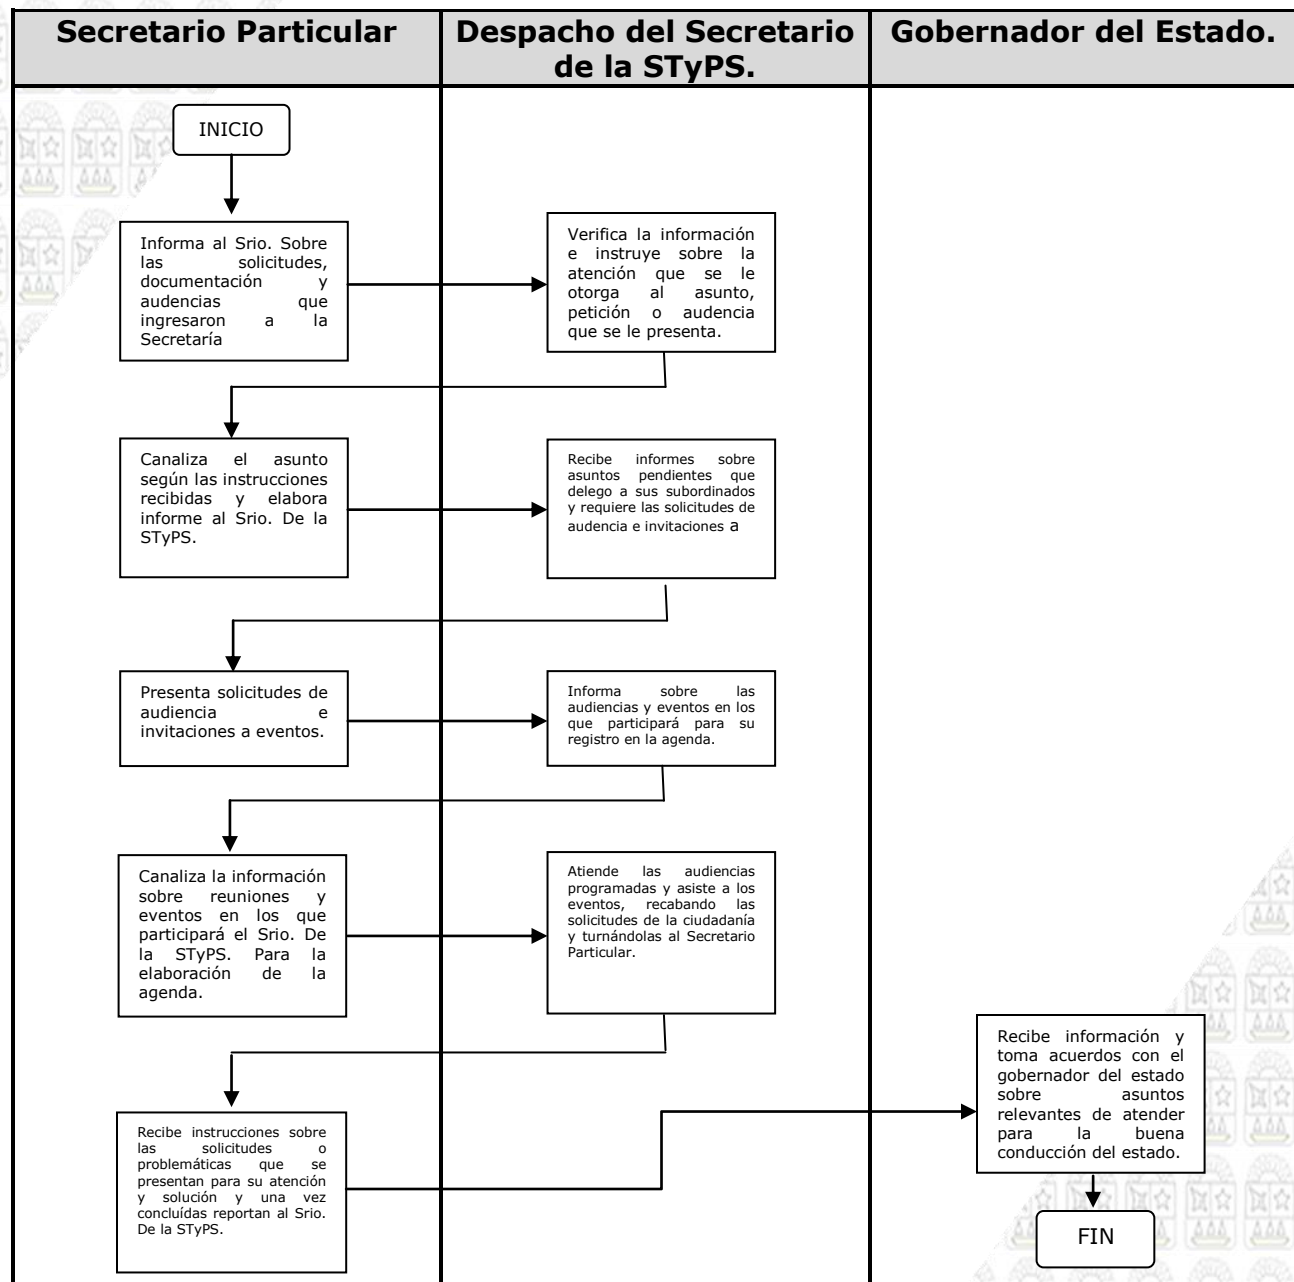 Secretario Particular
Despacho del Secretario
de la STyPS.
Gobernador del Estado.
INICIO
Informa al Srio. Sobre
las solicitudes,
documentación y
audencias que
ingresaron a la
Secretaría
Verifica la información
e instruye sobre la
atención que se le
otorga al asunto,
petición o audencia
que se le presenta.
Canaliza el asunto
según las instrucciones
recibidas y elabora
informe al Srio. De la
STyPS.
Recibe informes sobre
asuntos pendientes que
delego a sus subordinados
y requiere las solicitudes de
audencia e invitaciones a
Presenta solicitudes de
audiencia e
invitaciones a eventos.
Informa sobre las
audiencias y eventos en los
que participará para su
registro en la agenda.
Canaliza la información
sobre reuniones y
eventos en los que
participará el Srio. De
la STyPS. Para la
elaboración de la
agenda.
Atiende las audiencias
programadas y asiste a los
eventos, recabando las
solicitudes de la ciudadanía
y turnándolas al Secretario
Particular.
Recibe instrucciones sobre
las solicitudes o
problemáticas que se
presentan para su atención
y solución y una vez
concluídas reportan al Srio.
De la STyPS.
Recibe información y
toma acuerdos con el
gobernador del estado
sobre asuntos
relevantes de atender
para la buena
conducción del estado.
FIN